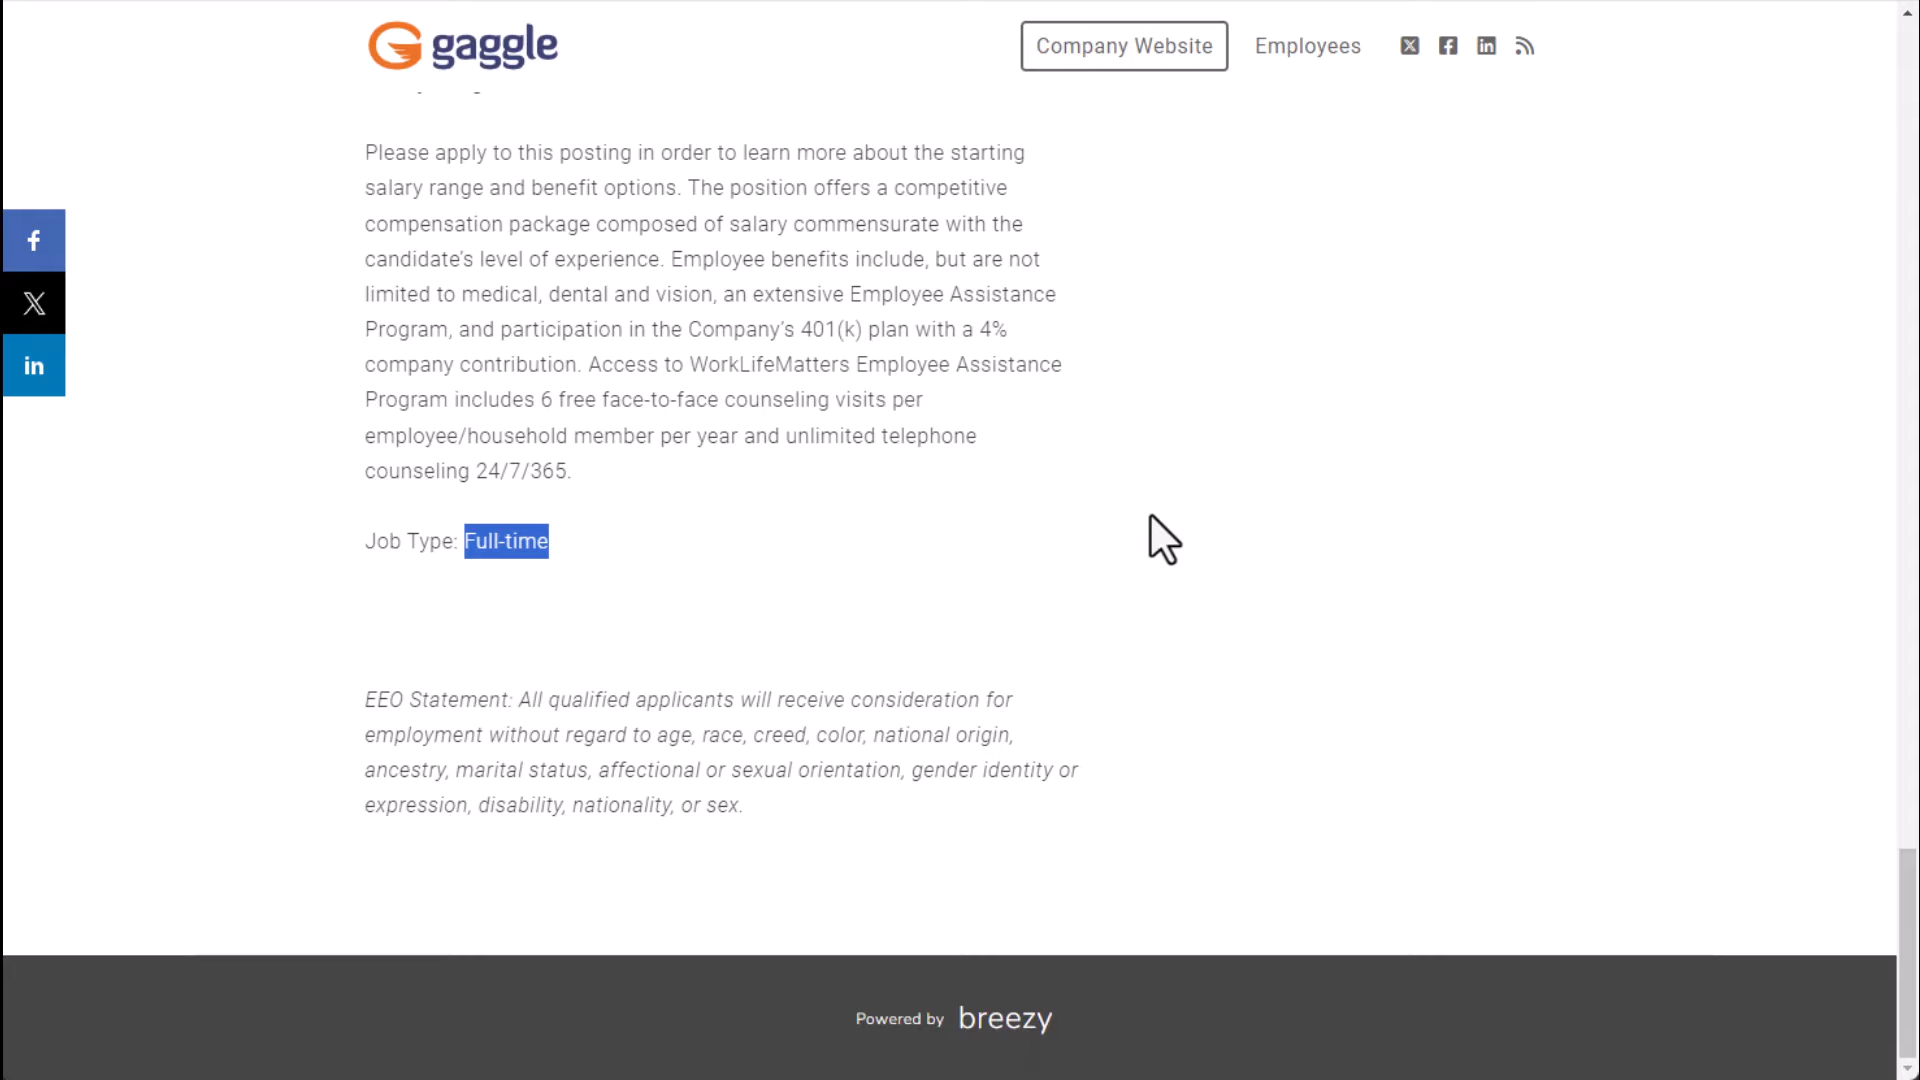 gaggle
Company Website
Employees
Please apply to this posting in order to learn more about the starting
salary range and benefit options. The position offers a competitive
compensation package composed of salary commensurate with the
candidate's level of experience. Employee benefits include, but are not
limited to medical, dental and vision, an extensive Employee Assistance
Program, and participation in the Company's 401(k) plan with a 4%
company contribution. Access to WorkLifeMatters Employee Assistance
Program includes 6 free face-to-face counseling visits per
employee/household member per year and unlimited telephone
counseling 24/7/365.
Job Type: Full-time
EEO Statement: All qualified applicants will receive consideration for
employment without regard to age, race, creed, color, national origin,
ancestry, marital status, affectional or sexual orientation, gender identity or
expression, disability, nationality, or sex.
Powered by breezy